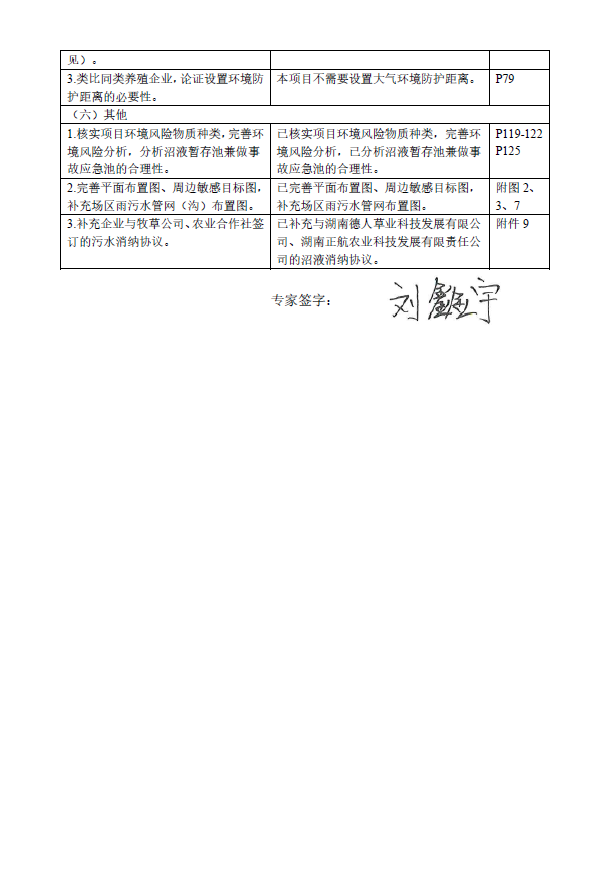 见）。
3.类比同类养殖企业，论证设置环境防
护距离的必要性。
本项目不需要设置大气环境防护距离。
P79
（六）其他
1.核实项目环境风险物质种类，完善环
境风险分析，分析沼液暂存池兼做事
故应急池的合理性。
已核实项目环境风险物质种类，完善环
境风险分析，已分析沼液暂存池兼做事
故应急池的合理性。
P119-122
P125
2.完善平面布置图、周边敏感目标图，
补充场区雨污水管网（沟）布置图。
已完善平面布置图、周边敏感目标图，
补充场区雨污水管网布置图。
附图 2、
3、7
3.补充企业与牧草公司、农业合作社签
订的污水消纳协议。
已补充与湖南德人草业科技发展有限公
司、湖南正航农业科技发展有限责任公
司的沼液消纳协议。
附件 9
专家签字：